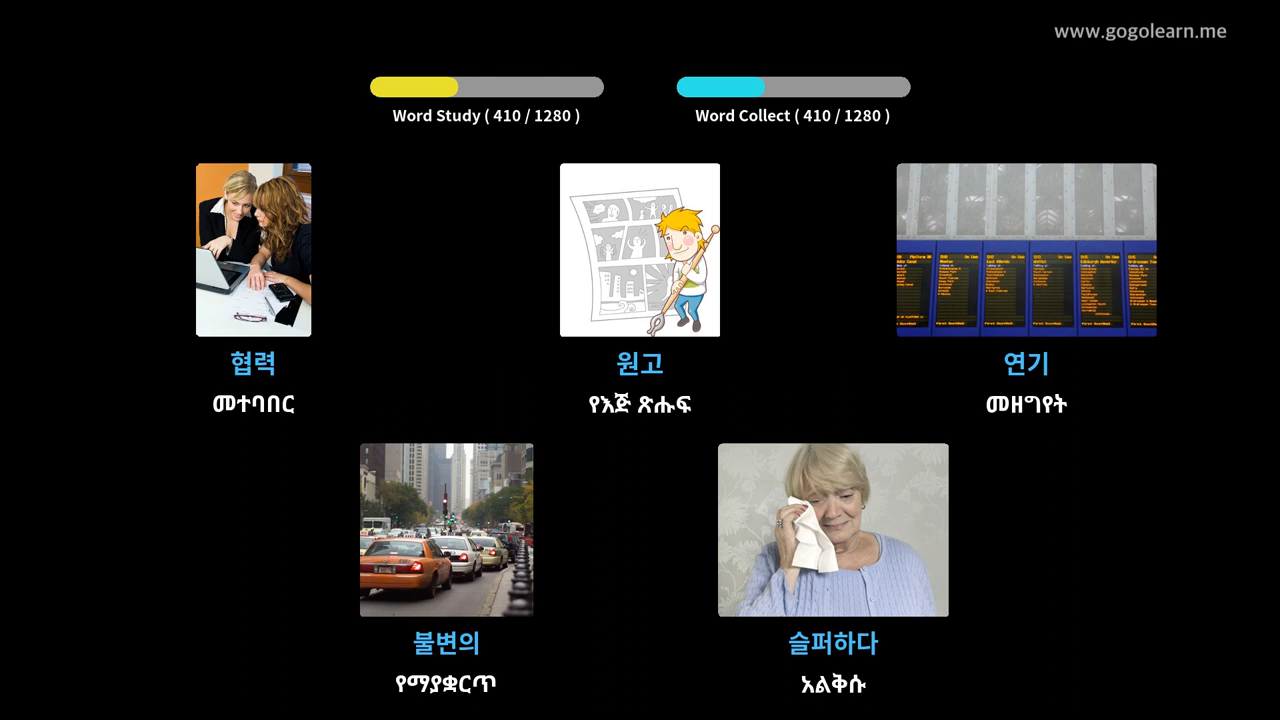 www.gogolearn.me
Word Study ( 410 / 1280 )
Word Collect ( 410 / 1280 )
협력
መተባበር
원고
የእጅ ጽሑፍ
연기
መዘግየት
불변의
የማያቋርጥ
슬퍼하다
አልቅሱ